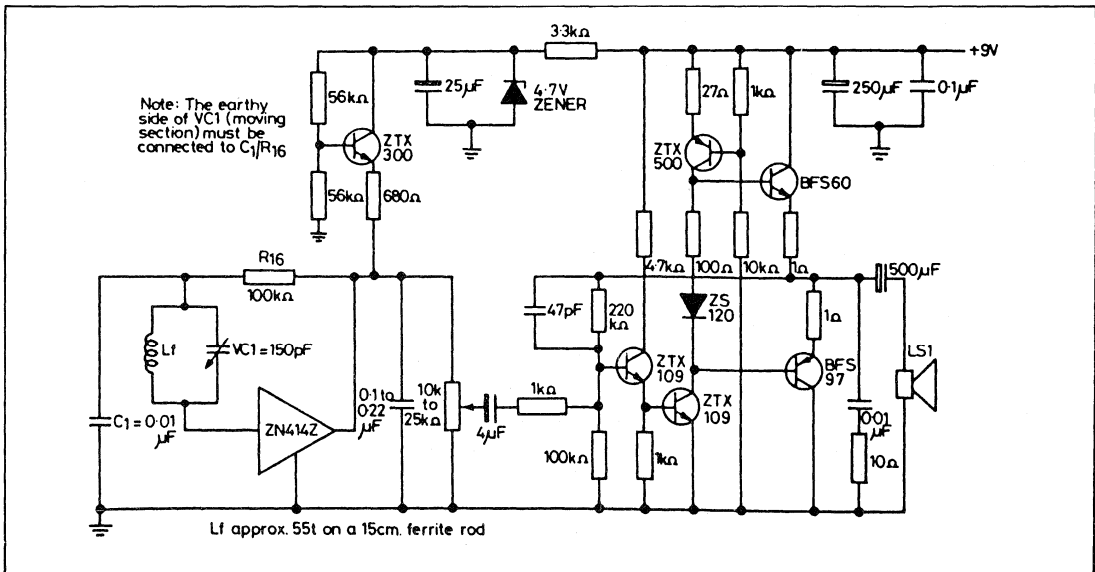 3·3kΩ
+9V
56kΩ
25µF
4·7V
ZENER
27Ω
1kΩ
250µF
0·1µF
Note: The earthy
side of VC1 (moving
section) must be
connected to C1/R16
ZTX
300
ZTX
500
BFS60
56kΩ
680Ω
4.7kΩ
100Ω
10kΩ
1Ω
500µF
R16
100kΩ
47pF
220
kΩ
ZS
120
1Ω
Lf
VC1=150pF
LS1
ZTX
109
BFS
97
0·1 to
0·22
µF
10k
to
25kΩ
1kΩ
ZTX
109
C1=0·01
µF
ZN414Z
4µF
0·01
µF
100kΩ
1kΩ
10Ω
Lf approx. 55t on a 15cm. ferrite rod